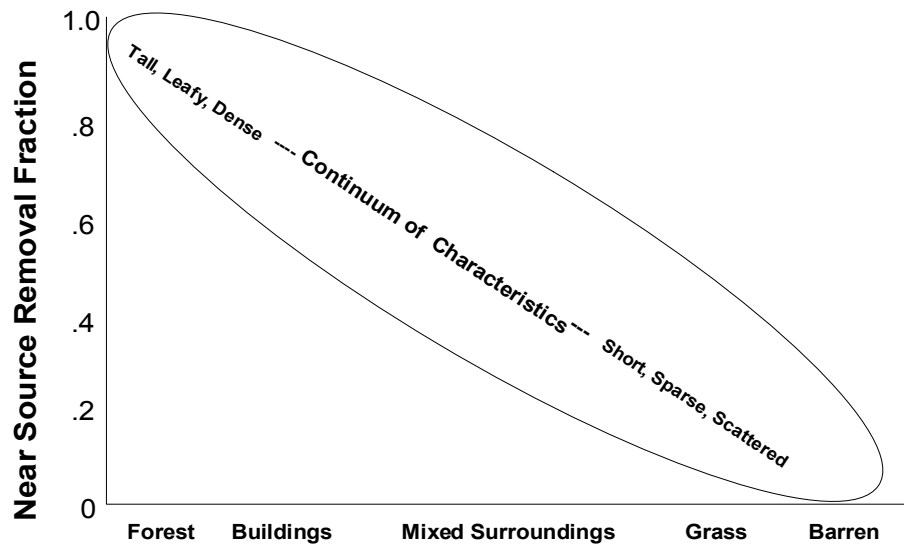 Near Source Removal Fraction
1.0
.8
.6
.4
.2
0
Tall, Leafy, Dense ---- Continuum of Characteristics --- Short, Sparse, Scattered
Forest Buildings Mixed Surroundings Grass Barren